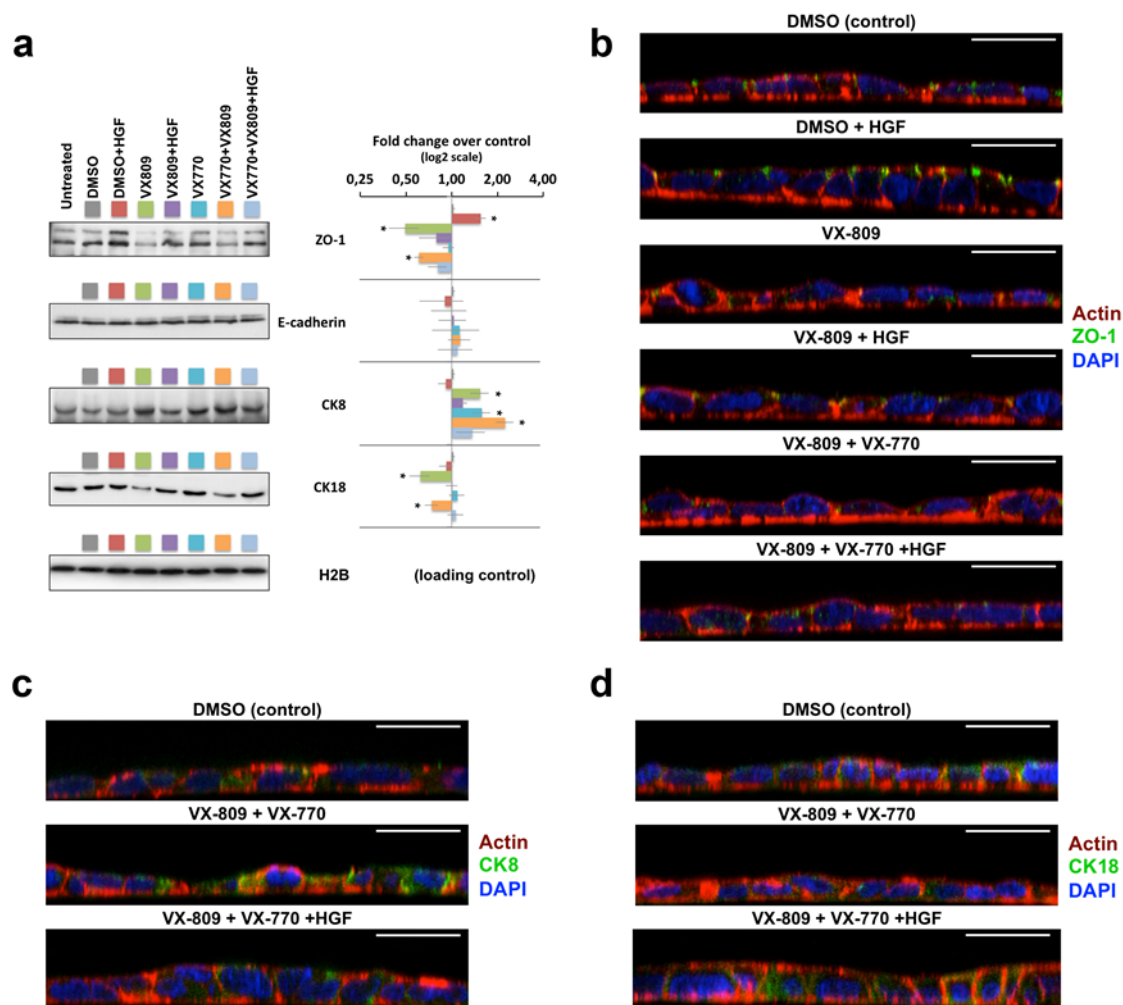 a
Untreated
DMSO
DMSO+HGF
VX809
VX809+HGF
VX770
VX770+VX809
VX770+VX809+HGF
Fold change over control
(log2 scale)
0,25 0,50 1,00 2,00 4,00
ZO-1
*
*
*
E-cadherin
CK8
*
*
*
CK18
*
*
H2B (loading control)
b
DMSO (control)
DMSO + HGF
VX-809
VX-809 + HGF
VX-809 + VX-770
VX-809 + VX-770 +HGF
Actin
ZO-1
DAPI
c
DMSO (control)
VX-809 + VX-770
VX-809 + VX-770 +HGF
Actin
CK8
DAPI
d
DMSO (control)
VX-809 + VX-770
VX-809 + VX-770 +HGF
Actin
CK18
DAPI